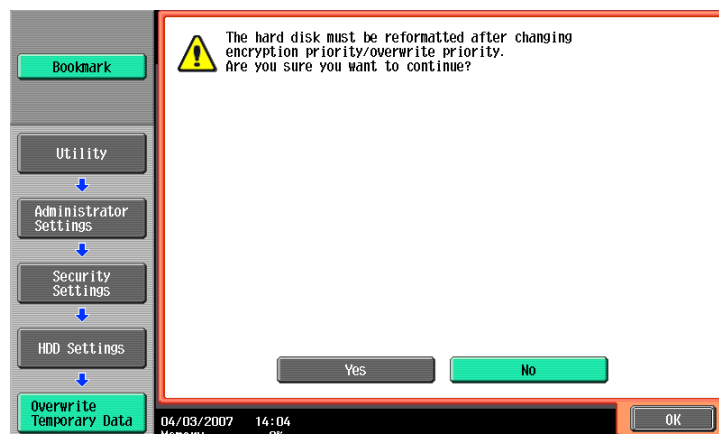 Bookmark
Utility
Administrator
Settings
Security
Settings
HDD Settings
Overwrite
Temporary Data
The hard disk must be reformatted after changing
encryption priority/overwrite priority.
Are you sure you want to continue?
Yes
No
04/03/2007 14:04
OK